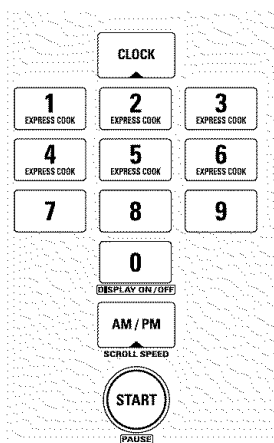 CLOCK
1 2 3
EXPRESS COOK EXPRESS COOK EXPRESS COOK
4 5 6
EXPRESS COOK EXPRESS COOK EXPRESS COOK
7 8 9
0
DISPLAY ON / OFF
AM / PM
SCROLL SPEED
START
PAUSE